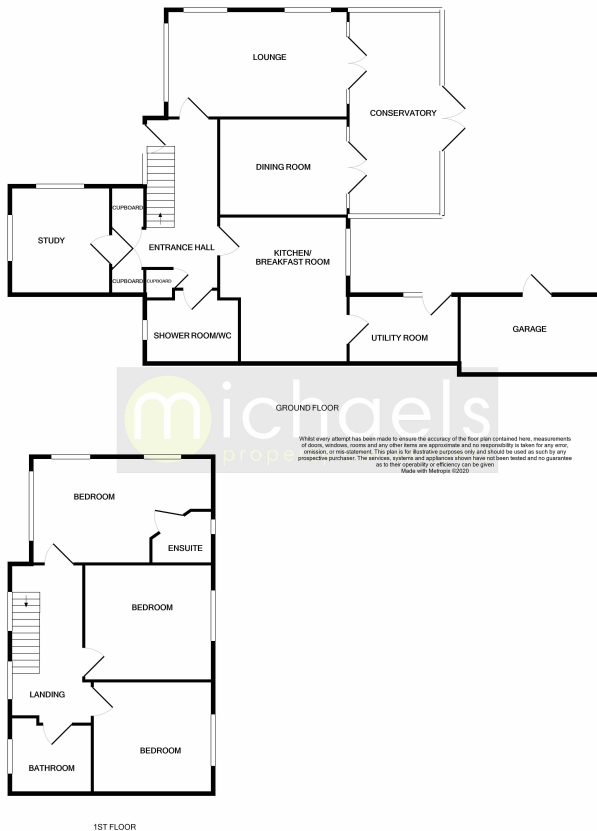 LOUNGE
CONSERVATORY
DINING ROOM
CUPBOARD
STUDY
ENTRANCE HALL
KITCHEN/
BREAKFAST ROOM
CUPBOARD
CUPBOARD
SHOWER ROOM/WC
UTILITY ROOM
GARAGE
michaels
GROUND FLOOR
Whilst every attempt has been made to ensure the accuracy of the floor plan contained here, measurements
of doors, windows, rooms and any other items are approximate and no responsibility is taken for any error,
omission, or mis-statement. This plan is for illustrative purposes only and should be used as such by any
prospective purchaser. The services, systems and appliances shown have not been tested and no guarantee
as to their operability or efficiency can be given
Made with Metropix ©2020
BEDROOM
ENSUITE
BEDROOM
LANDING
BEDROOM
BATHROOM
1ST FLOOR